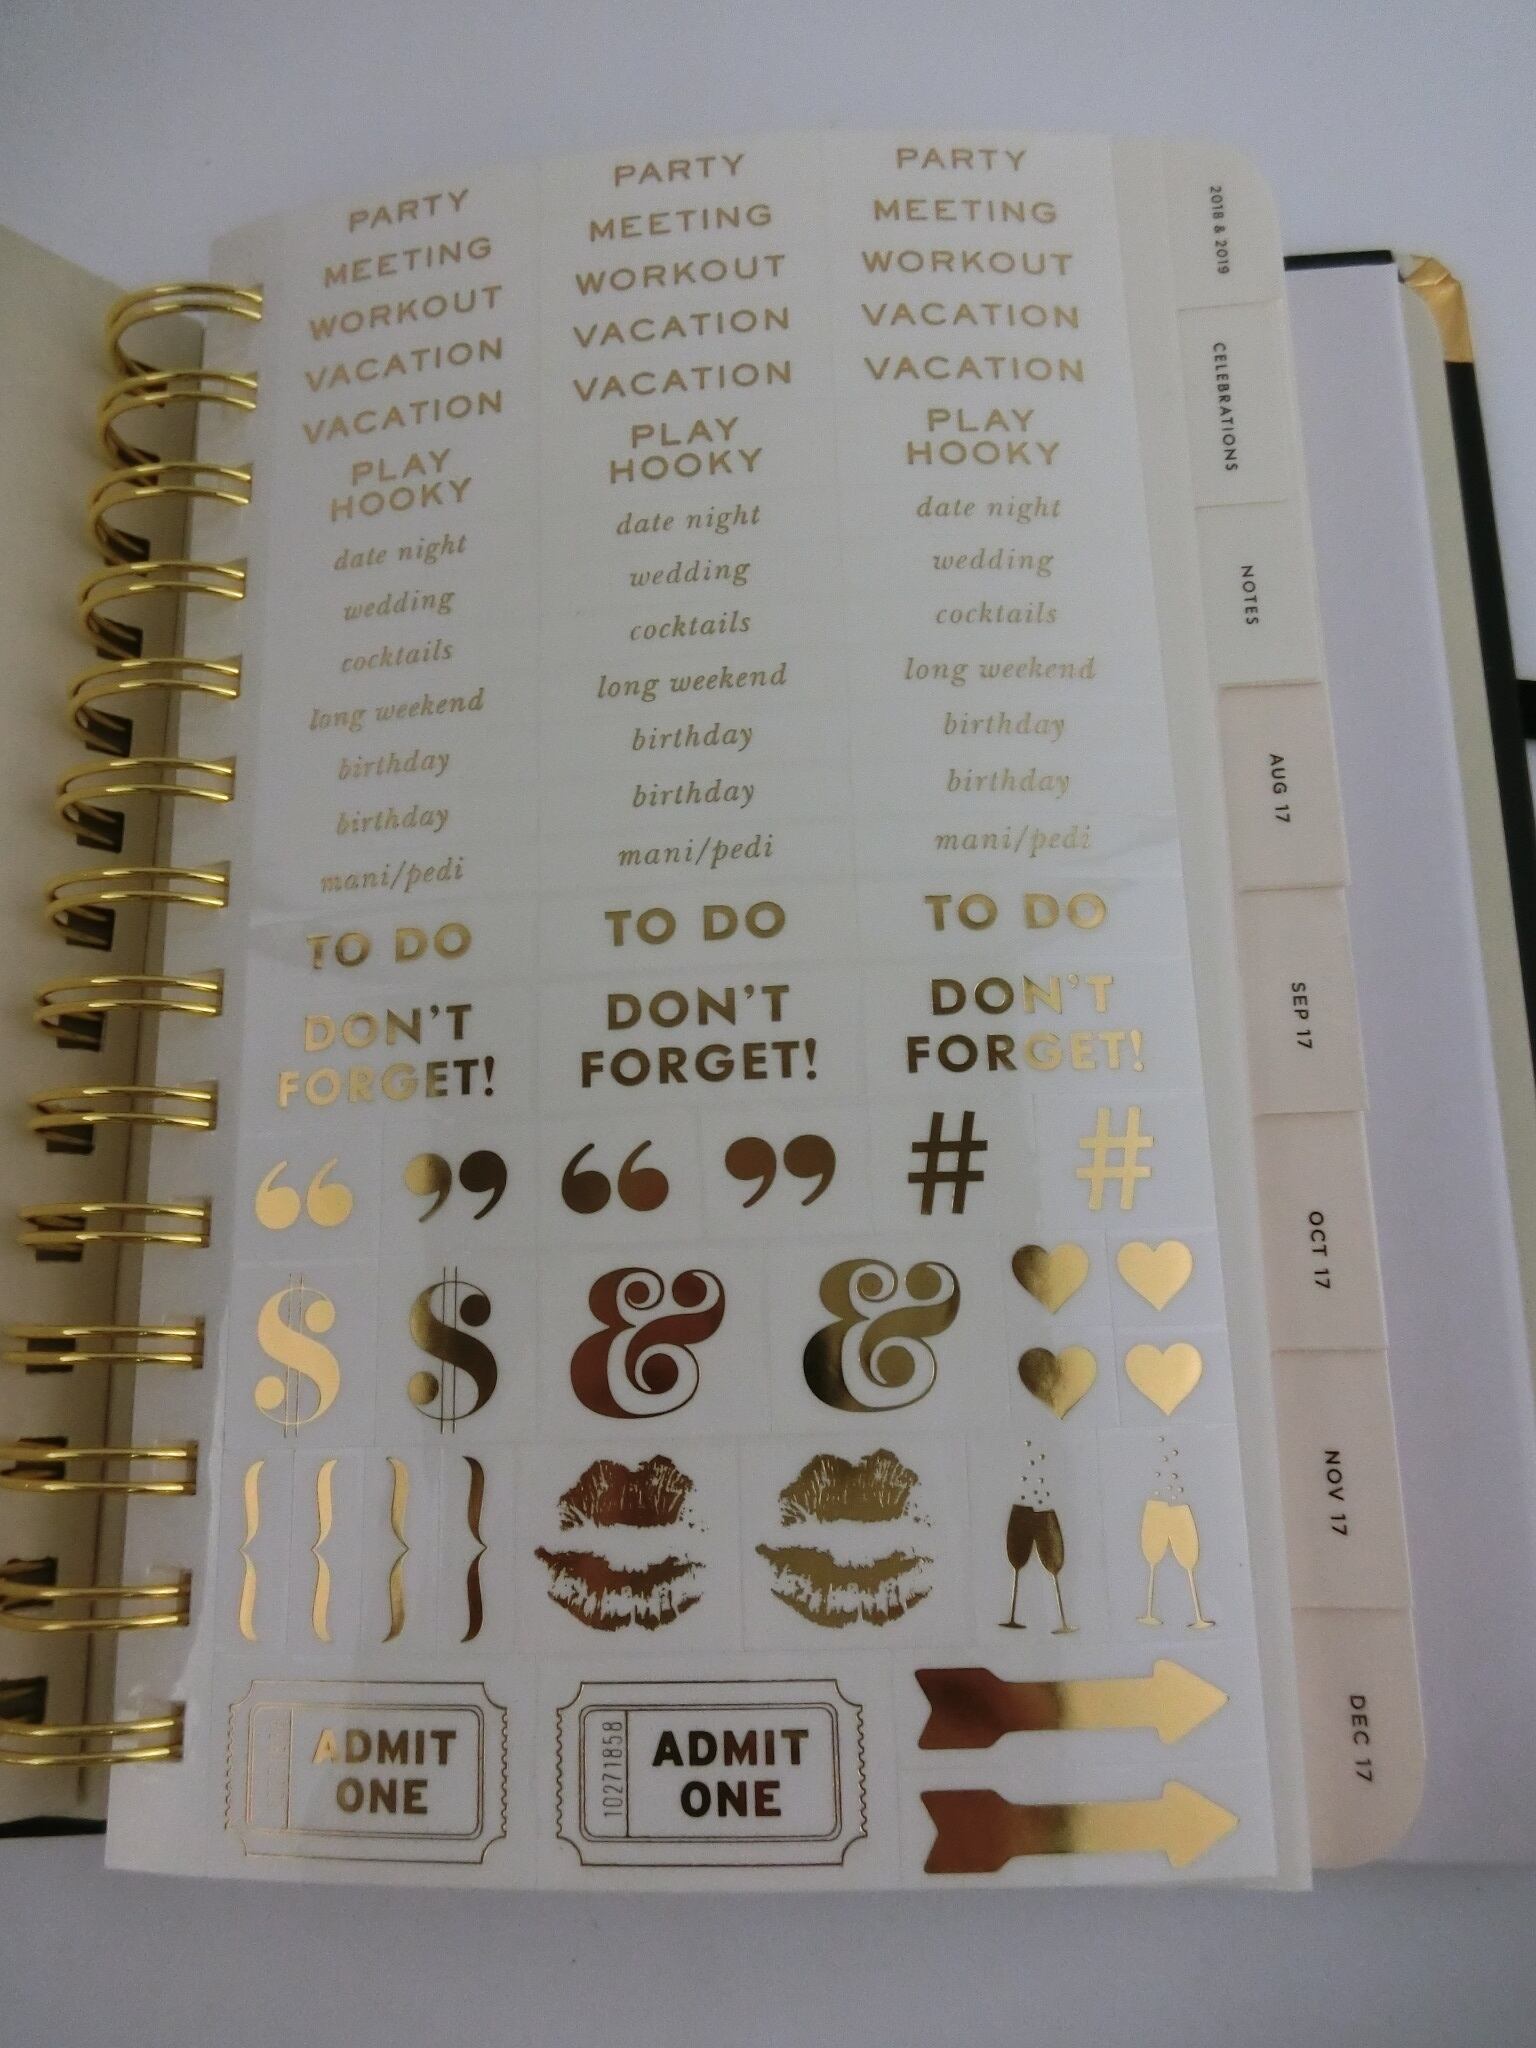 PARTY PARTY PARTY
MEETING MEETING MEETING
WORKOUT WORKOUT WORKOUT
VACATION VACATION VACATION
VACATION VACATION VACATION
PLAY PLAY PLAY
HOOKY HOOKY HOOKY
date night date night date night
wedding wedding wedding
cocktails cocktails cocktails
long weekend long weekend long weekend
birthday birthday birthday
birthday birthday birthday
mani/pedi mani/pedi mani/pedi
TO DO TO DO TO DO
DON'T DON'T DON'T
FORGET! FORGET! FORGET!
“ ” “ ” # #
$ $ & &
{ { } }
ADMIT ADMIT
ONE ONE
10271858
2018 & 2019
CELEBRATIONS
NOTES
AUG 17
SEP 17
OCT 17
NOV 17
DEC 17